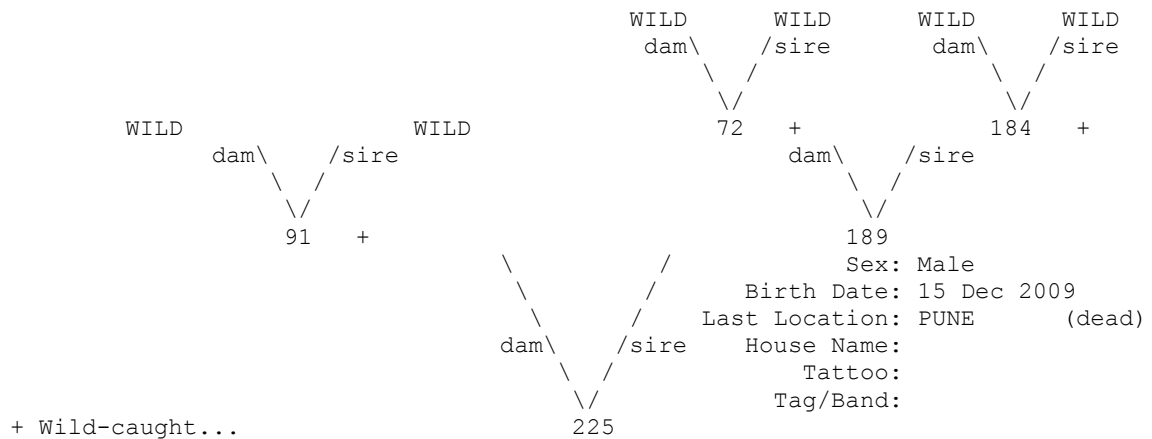 WILD WILD WILD WILD
dam\ /sire dam\ /sire
\ / \ /
\ / \ /
\/ \/
WILD WILD 72 + 184 +
dam\ /sire dam\ /sire
\ / \ /
\ / \ /
\/ \/
91 + 189
\ / Sex: Male
\ / Birth Date: 15 Dec 2009
\ / Last Location: PUNE (dead)
dam\ /sire House Name:
\ / Tattoo:
\/ Tag/Band:
+ Wild-caught... 225